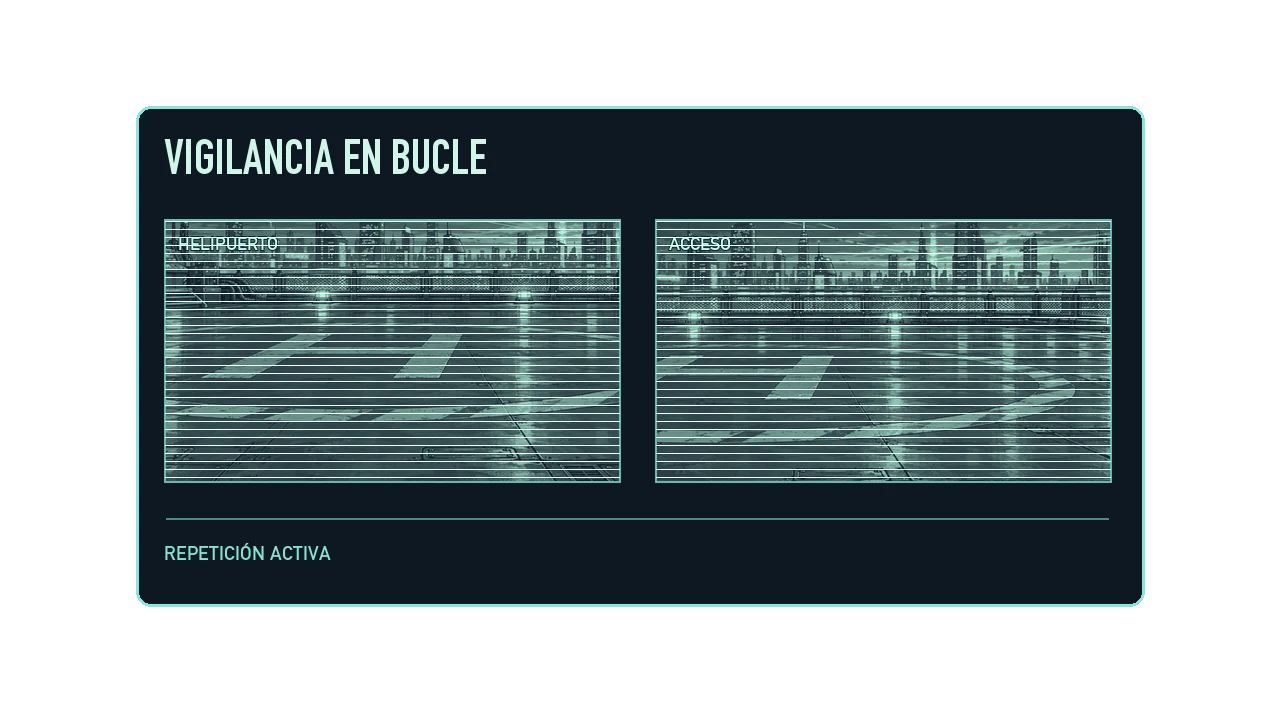 VIGILANCIA EN BUCLE
HELIPUERTO
ACCESO
REPETICIÓN ACTIVA